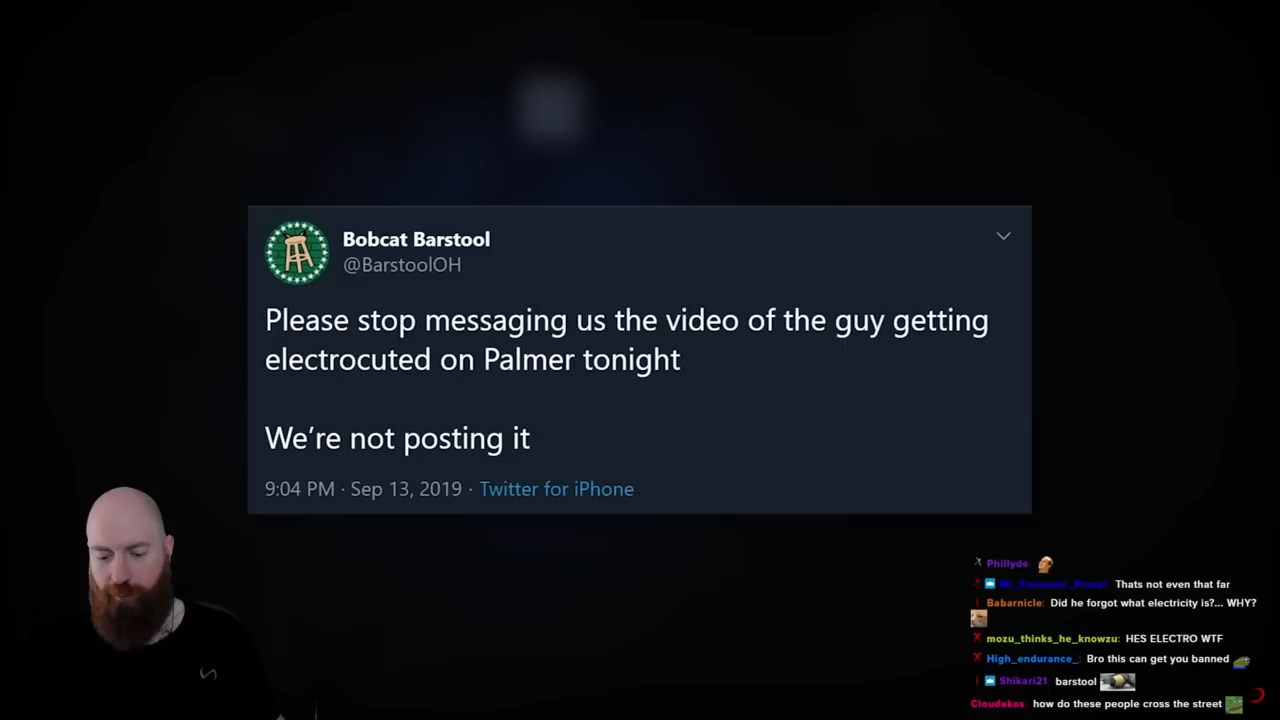 Bobcat Barstool
@BarstoolOH
Please stop messaging us the video of the guy getting
electrocuted on Palmer tonight
We’re not posting it
9:04 PM · Sep 13, 2019 · Twitter for iPhone
Phillyde:
Thats not even that far
Babarnicle: Did he forgot what electricity is?... WHY?
mozu_thinks_he_knowzu: HES ELECTRO WTF
High_endurance_: Bro this can get you banned
Shikari21: barstool
Cloudakos: how do these people cross the street